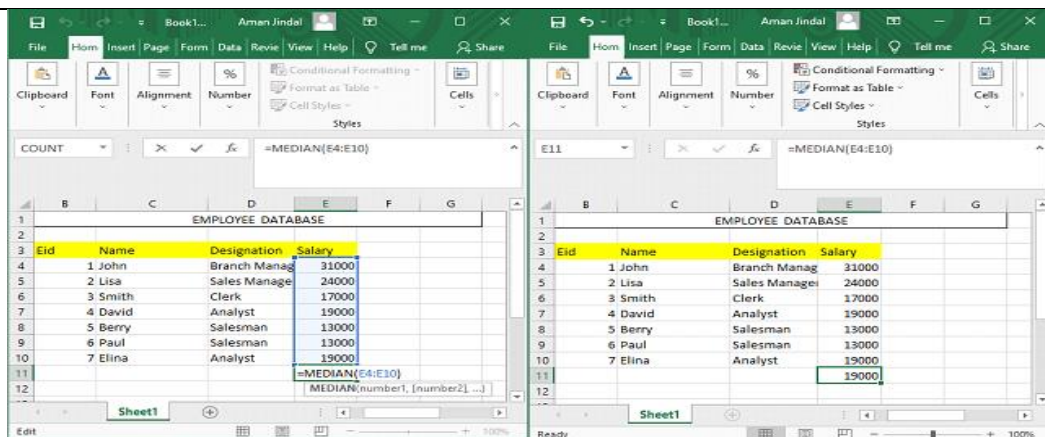 Book1... Aman Jindal
File Hom Insert Page Form Data Revie View Help Tell me Share
Clipboard Font Alignment Number Conditional Formatting Format as Table Cell Styles Styles Cells
COUNT fx =MEDIAN(E4:E10)
B C D E F G
1 EMPLOYEE DATABASE
2
3 Eid Name Designation Salary
4 1 John Branch Manag 31000
5 2 Lisa Sales Manage 24000
6 3 Smith Clerk 17000
7 4 David Analyst 19000
8 5 Berry Salesman 13000
9 6 Paul Salesman 13000
10 7 Elina Analyst 19000
11 =MEDIAN(E4:E10)
12 MEDIAN(number1, [number2], ...)
Sheet1
Edit 100%
Book1... Aman Jindal
File Hom Insert Page Form Data Revie View Help Tell me Share
Clipboard Font Alignment Number Conditional Formatting Format as Table Cell Styles Styles Cells
E11 fx =MEDIAN(E4:E10)
B C D E F G
1 EMPLOYEE DATABASE
2
3 Eid Name Designation Salary
4 1 John Branch Manag 31000
5 2 Lisa Sales Manager 24000
6 3 Smith Clerk 17000
7 4 David Analyst 19000
8 5 Berry Salesman 13000
9 6 Paul Salesman 13000
10 7 Elina Analyst 19000
11 19000
12
Sheet1
Ready 100%